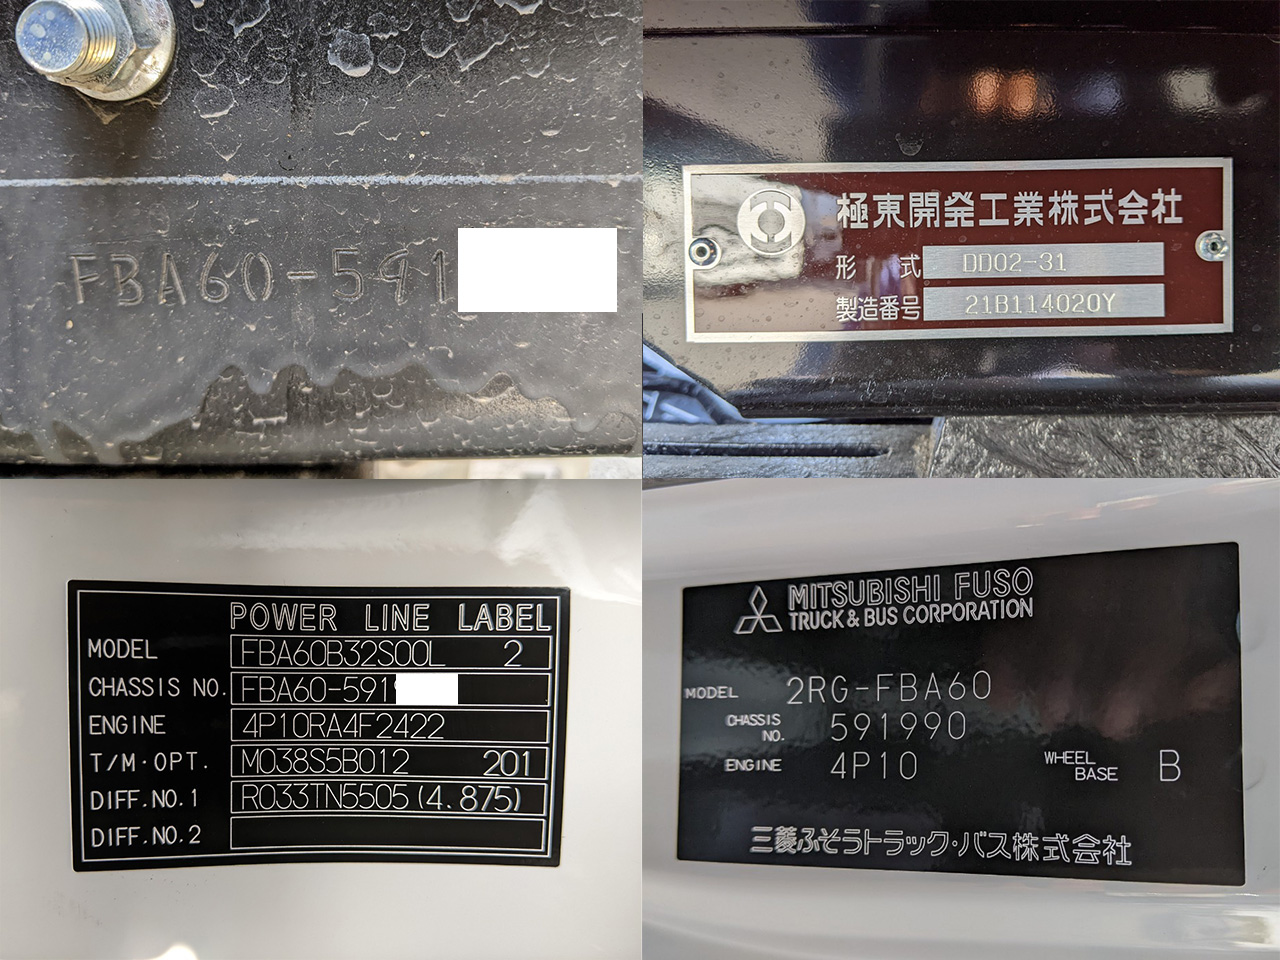 FBA60-591
極東開発工業株式会社
形 式 DD02-31
製造番号 21B114020Y
POWER LINE LABEL
MODEL FBA60B32S00L 2
CHASSIS NO. FBA60-591
ENGINE 4P10RA4F2422
T/M·OPT. M038S5B012 201
DIFF.NO.1 R033TN5505 (4.875)
DIFF.NO.2
MITSUBISHI FUSO
TRUCK & BUS CORPORATION
MODEL 2RG-FBA60
CHASSIS NO. 591990
ENGINE 4P10 WHEEL BASE B
三菱ふそうトラック・バス株式会社